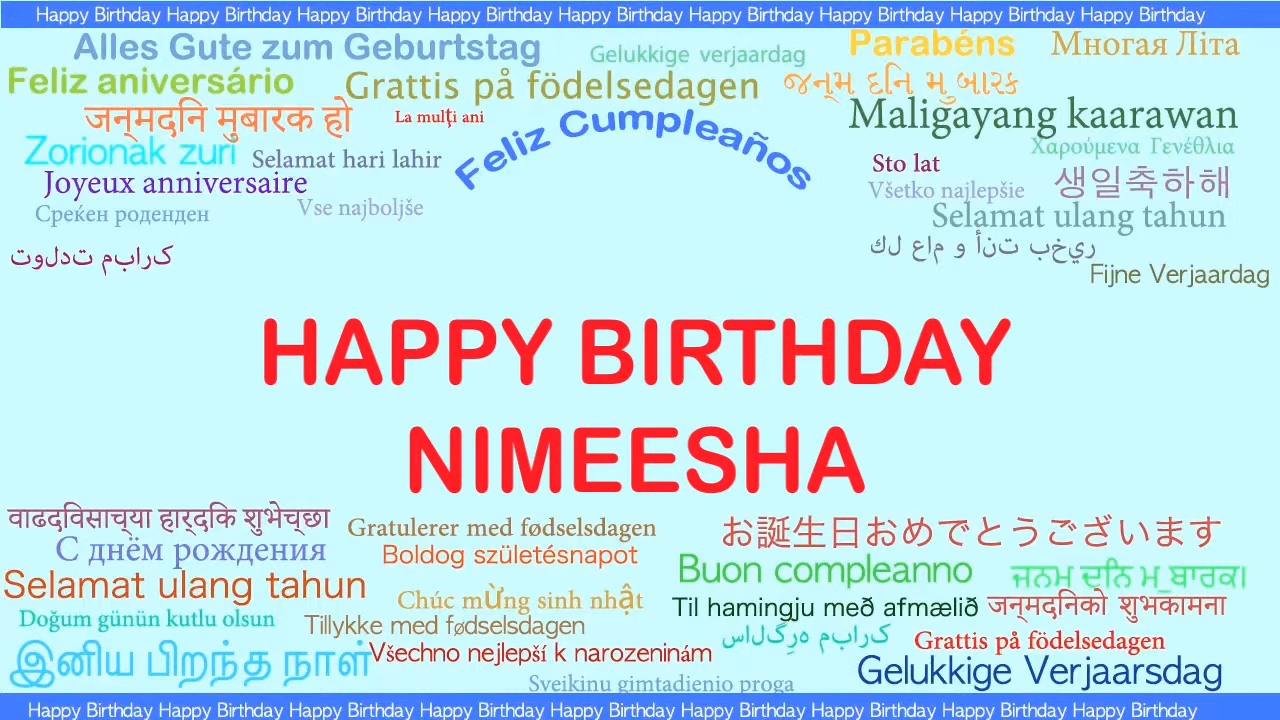 Happy Birthday Happy Birthday Happy Birthday Happy Birthday Happy Birthday Happy Birthday Happy Birthday Happy Birthday Happy Birthday
Alles Gute zum Geburtstag
Gelukkige verjaardag
Parabéns
Многая Літа
Feliz aniversário
Grattis på födelsedagen
જન્મ દિન મુબારક
जन्मदिन मुबारक हो
La mulţi ani
Feliz Cumpleaños
Maligayang kaarawan
Zorionak zuri
Selamat hari lahir
Sto lat
Χαρούμενα Γενέθλια
Joyeux anniversaire
Všetko najlepšie
생일축하해
Среќен роденден
Vse najboljše
Selamat ulang tahun
تولدت مبارک
كل عام و أنت بخير
Fijne Verjaardag
HAPPY BIRTHDAY
NIMEESHA
वाढदिवसाच्या हार्दिक शुभेच्छा
Gratulerer med fødselsdagen
お誕生日おめでとうございます
С днём рождения
Boldog születésnapot
Buon compleanno
ਜਨਮ ਦਿਨ ਮੁਬਾਰਕ।
Selamat ulang tahun
Chúc mừng sinh nhật
Til hamingju með afmælið
जन्मदिनको शुभकामना
Doğum günün kutlu olsun
Tillykke med fødselsdagen
سالگرہ مبارک
Grattis på födelsedagen
இனிய பிறந்த நாள்
Všechno nejlepší k narozeninám
Gelukkige Verjaarsdag
Sveikinu gimtadienio proga
Happy Birthday Happy Birthday Happy Birthday Happy Birthday Happy Birthday Happy Birthday Happy Birthday Happy Birthday Happy Birthday